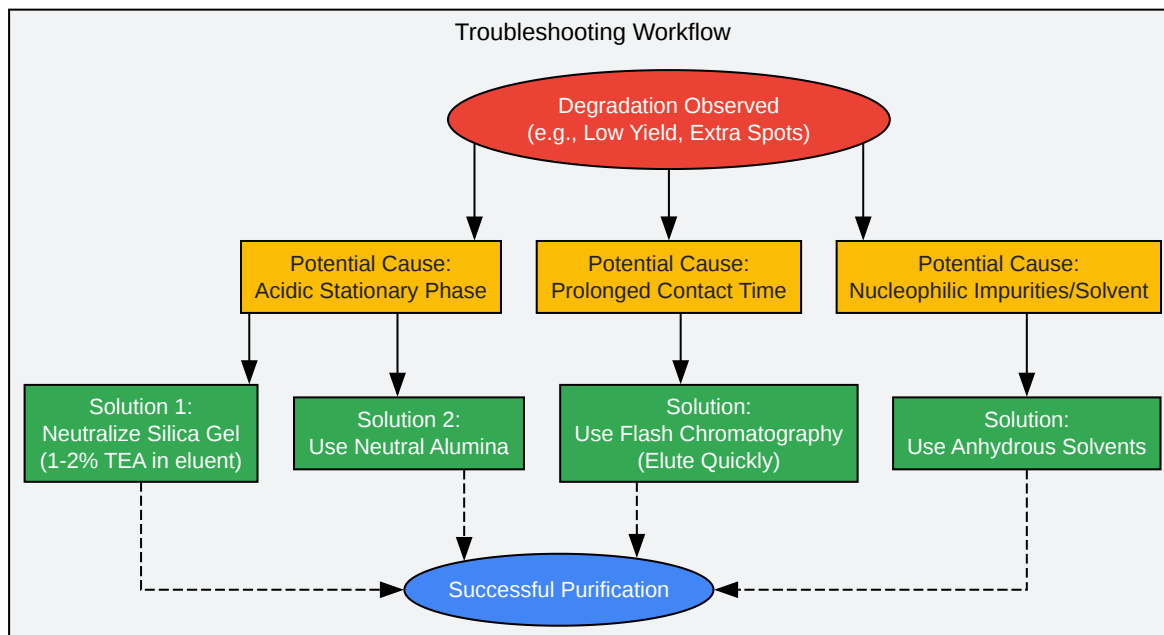 Troubleshooting Workflow
Degradation Observed
(e.g., Low Yield, Extra Spots)
Potential Cause:
Acidic Stationary Phase
Potential Cause:
Prolonged Contact Time
Potential Cause:
Nucleophilic Impurities/Solvent
Solution 1:
Neutralize Silica Gel
(1-2% TEA in eluent)
Solution 2:
Use Neutral Alumina
Solution:
Use Flash Chromatography
(Elute Quickly)
Solution:
Use Anhydrous Solvents
Successful Purification